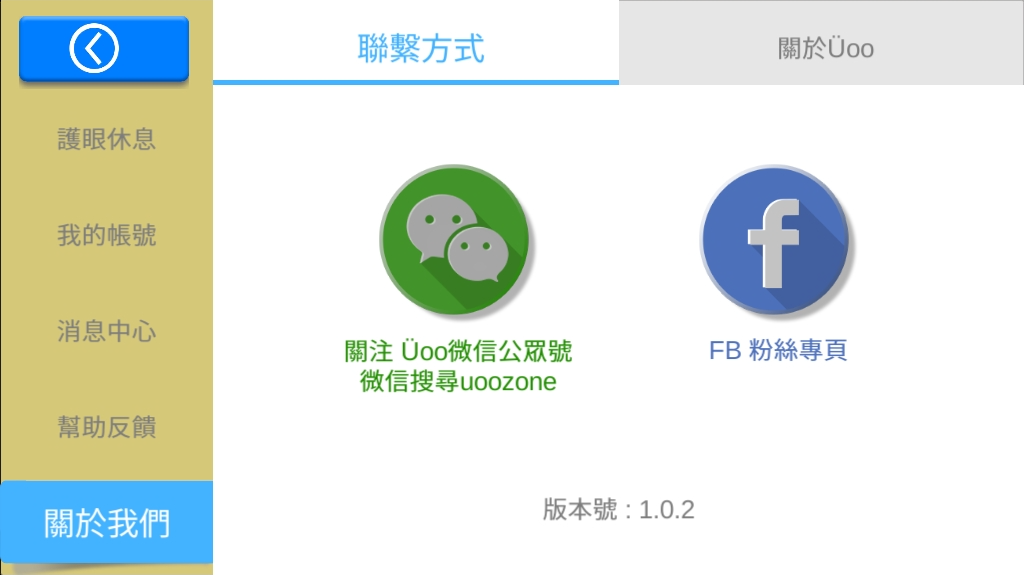 聯繫方式
關於Üoo
護眼休息
我的帳號
消息中心
幫助反饋
關於我們
關注 Üoo微信公眾號
微信搜尋uoozone
FB 粉絲專頁
版本號 : 1.0.2